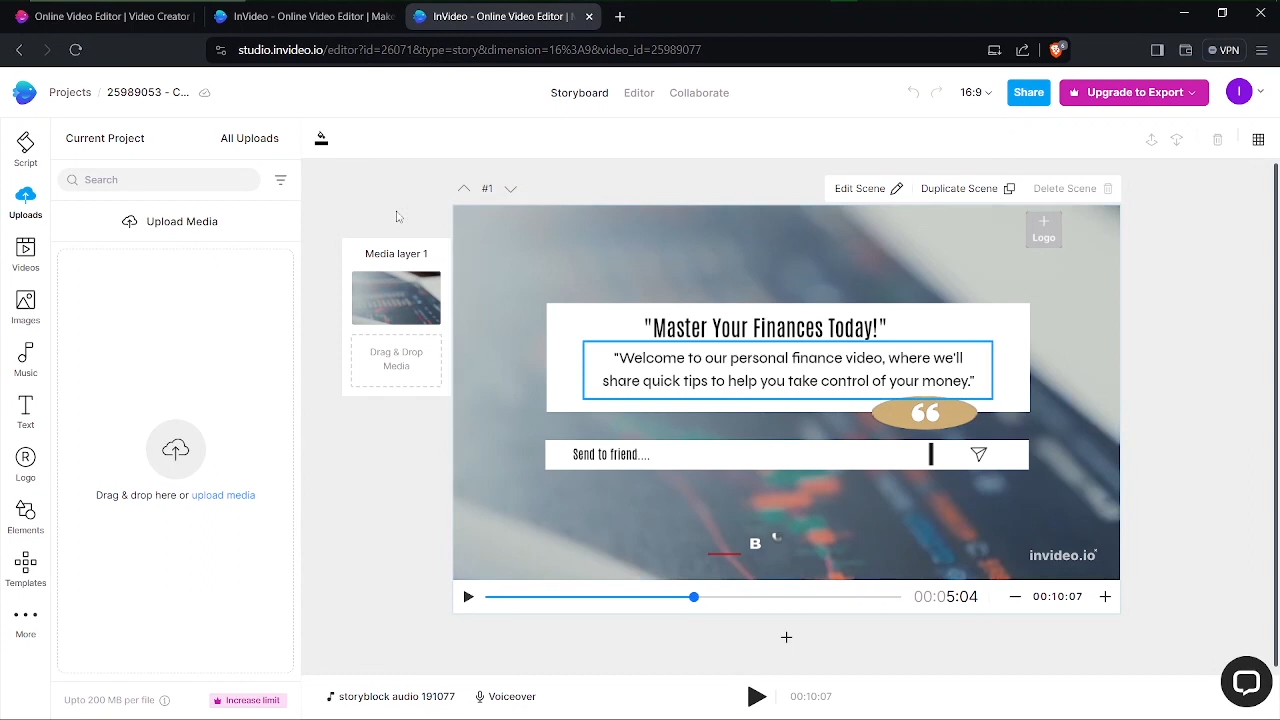 Online Video Editor | Video Creator
InVideo - Online Video Editor | Make
InVideo - Online Video Editor | M
studio.invideo.io/editor?id=260717&type=story&dimension=16%3A9&video_id=25989077
VPN
Projects / 25989053 - C...
Storyboard
Editor
Collaborate
16:9
Share
Upgrade to Export
I
Script
Uploads
Videos
Images
Music
Text
Logo
Elements
Templates
More
Current Project
All Uploads
Search
Upload Media
Drag & drop here or upload media
Upto 200 MB per file
Increase limit
#1
Edit Scene
Duplicate Scene
Delete Scene
Media layer 1
Drag & Drop
Media
+
Logo
"Master Your Finances Today!"
"Welcome to our personal finance video, where we'll
share quick tips to help you take control of your money."
Send to friend....
B
invideo.io
00:05:04
00:10:07
storyblock audio 191077
Voiceover
00:10:07